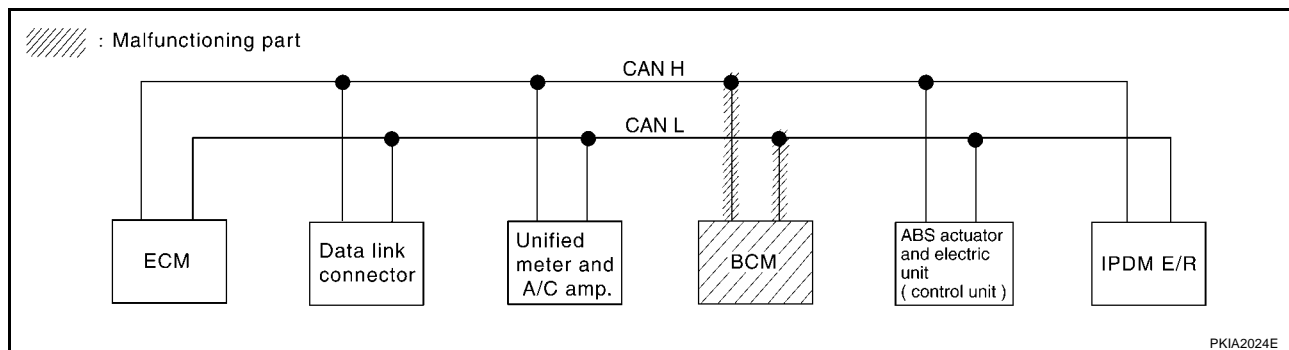 : Malfunctioning part
CAN H
CAN L
ECM
Data link
connector
Unified
meter and
A/C amp.
BCM
ABS actuator
and electric
unit
( control unit )
IPDM E/R
PKIA2024E